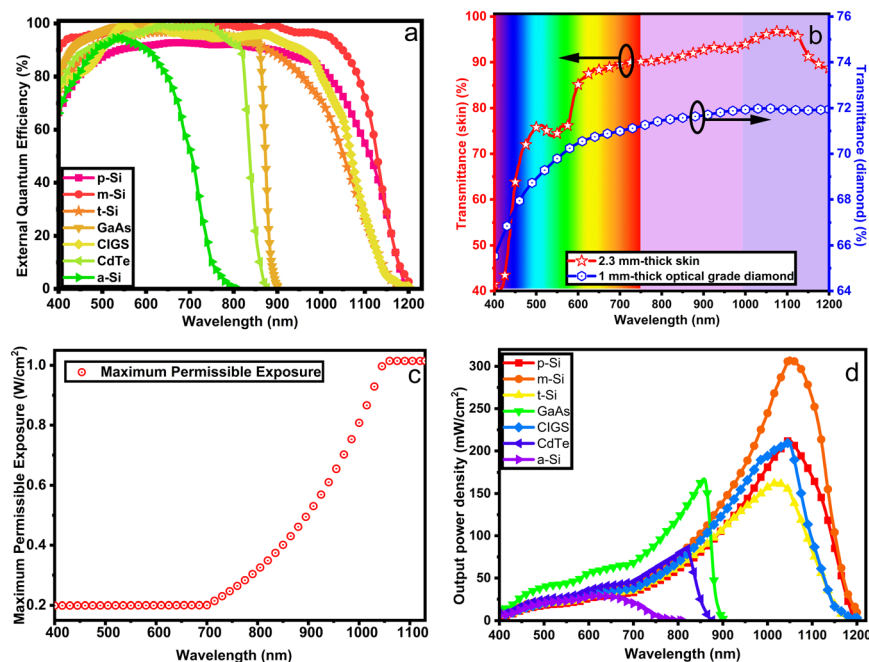 a
External Quantum Efficiency (%)
100
80
60
40
20
0
p-Si
m-Si
t-Si
GaAs
CIGS
CdTe
a-Si
400 500 600 700 800 900 1000 1100 1200
Wavelength (nm)
b
Transmittance (skin) (%)
100
90
80
70
60
50
40
2.3 mm-thick skin
1 mm-thick optical grade diamond
76
74
72
70
68
66
64
Transmittance (diamond) (%)
400 500 600 700 800 900 1000 1100 1200
Wavelength (nm)
c
Maximum Permissible Exposure (W/cm²)
1.0
0.8
0.6
0.4
0.2
Maximum Permissible Exposure
400 500 600 700 800 900 1000 1100
Wavelength (nm)
d
Output power density (mW/cm²)
300
250
200
150
100
50
0
p-Si
m-Si
t-Si
GaAs
CIGS
CdTe
a-Si
400 500 600 700 800 900 1000 1100 1200
Wavelength (nm)